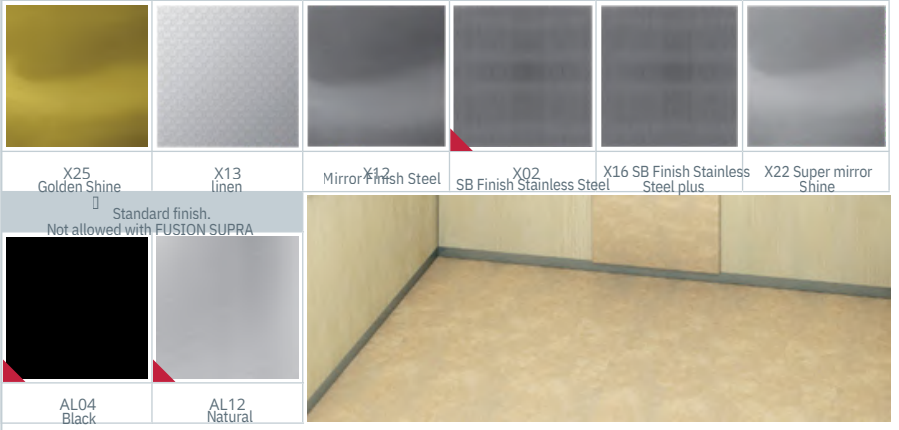 X25
Golden Shine
X13
linen
X12
Mirror Finish Steel
X02
SB Finish Stainless Steel
X16 SB Finish Stainless
Steel plus
X22 Super mirror
Shine
Standard finish.
Not allowed with FUSION SUPRA
AL04
Black
AL12
Natural